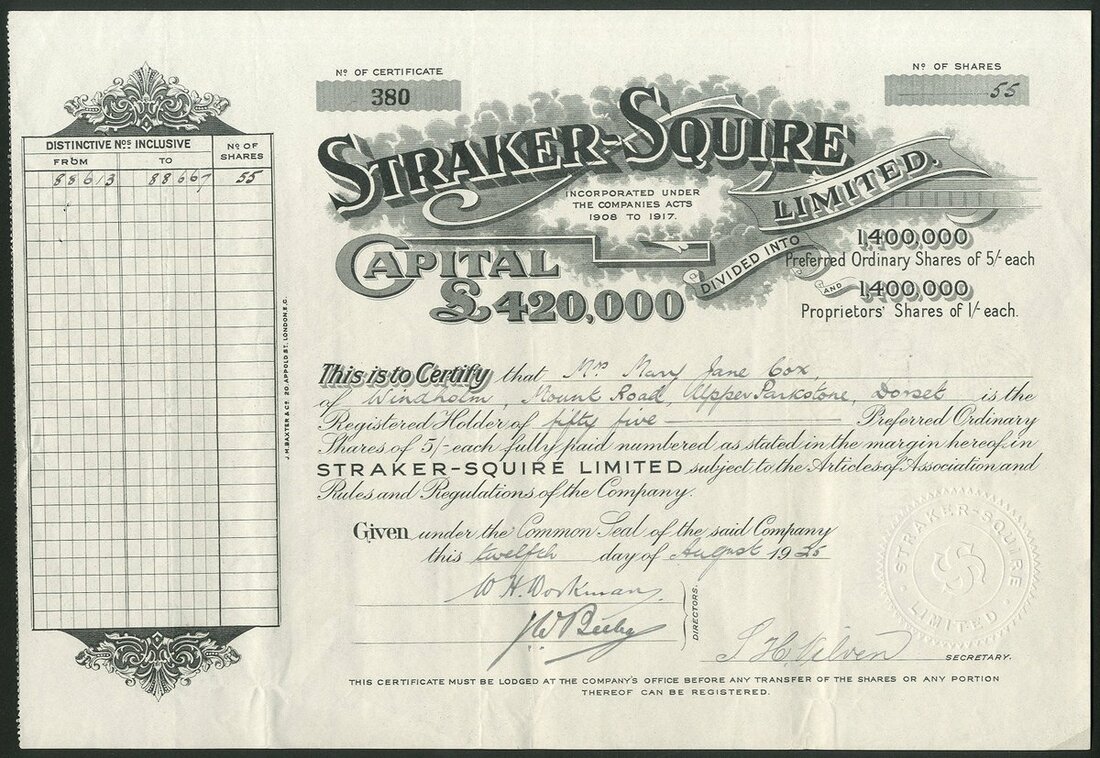 Nº OF CERTIFICATE
380
Nº OF SHARES
55
STRAKER-SQUIRE
LIMITED.
INCORPORATED UNDER
THE COMPANIES ACTS
1908 TO 1917.
CAPITAL
£420,000
DIVIDED INTO
1,400,000
Preferred Ordinary Shares of 5/- each
AND
1,400,000
Proprietors' Shares of 1/- each.
DISTINCTIVE Nºs INCLUSIVE
FROM
TO
Nº OF SHARES
88613 88667 55
J.H.BAXTER & Cº. 20, APPOLD ST. LONDON.E.C.
This is to Certify that Mrs Mary Jane Cox,
of Windholm, Mount Road, Upper Parkstone, Dorset is the
Registered Holder of fifty five Preferred Ordinary
Shares of 5/- each fully paid numbered as stated in the margin hereof, in
STRAKER-SQUIRE LIMITED subject to the Articles of Association and
Rules and Regulations of the Company.
Given under the Common Seal of the said Company
this twelfth day of August 1925
W H Workman
DIRECTORS.
SECRETARY.
STRAKER-SQUIRE
LIMITED
THIS CERTIFICATE MUST BE LODGED AT THE COMPANY'S OFFICE BEFORE ANY TRANSFER OF THE SHARES OR ANY PORTION
THEREOF CAN BE REGISTERED.